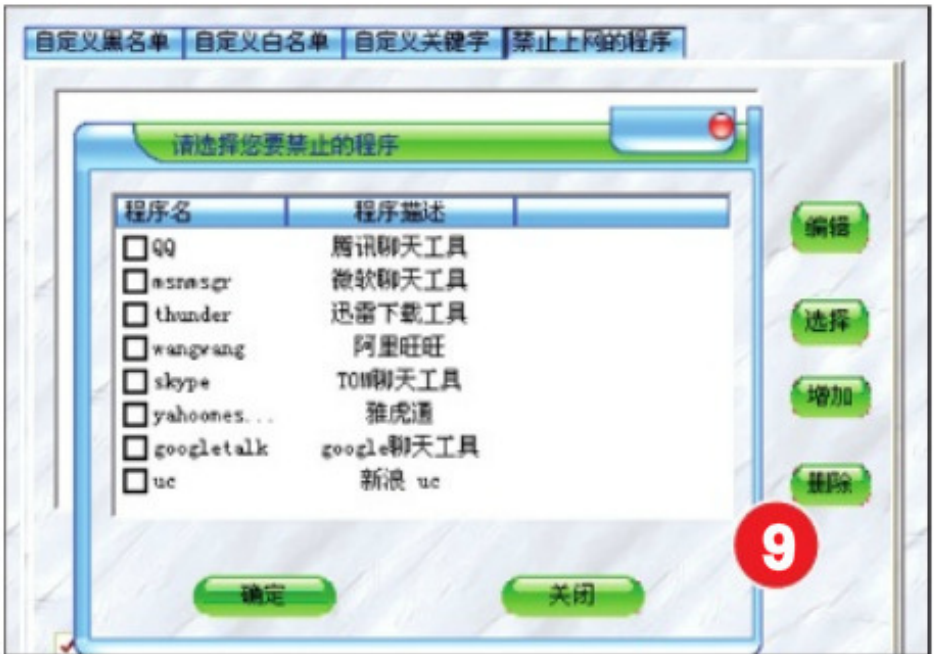 自定义黑名单 自定义白名单 自定义关键字 禁止上网的程序
请选择您要禁止的程序
程序名 程序描述
QQ 腾讯聊天工具
msnmsgr 微软聊天工具
thunder 迅雷下载工具
wangwang 阿里旺旺
skype TOM聊天工具
yahoomes... 雅虎通
googletalk google聊天工具
uc 新浪 uc
编辑
选择
增加
删除
9
确定 关闭